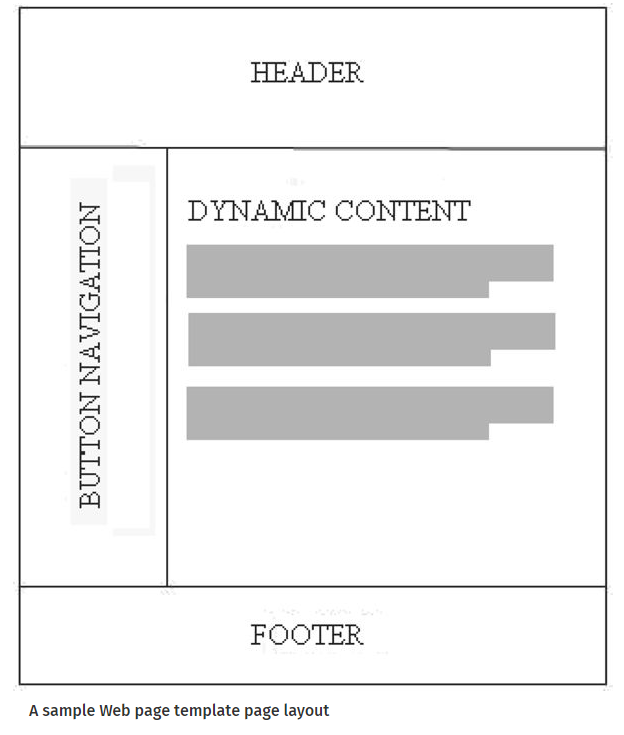 HEADER
BUTTON NAVIGATION
DYNAMIC CONTENT
FOOTER
A sample Web page template page layout